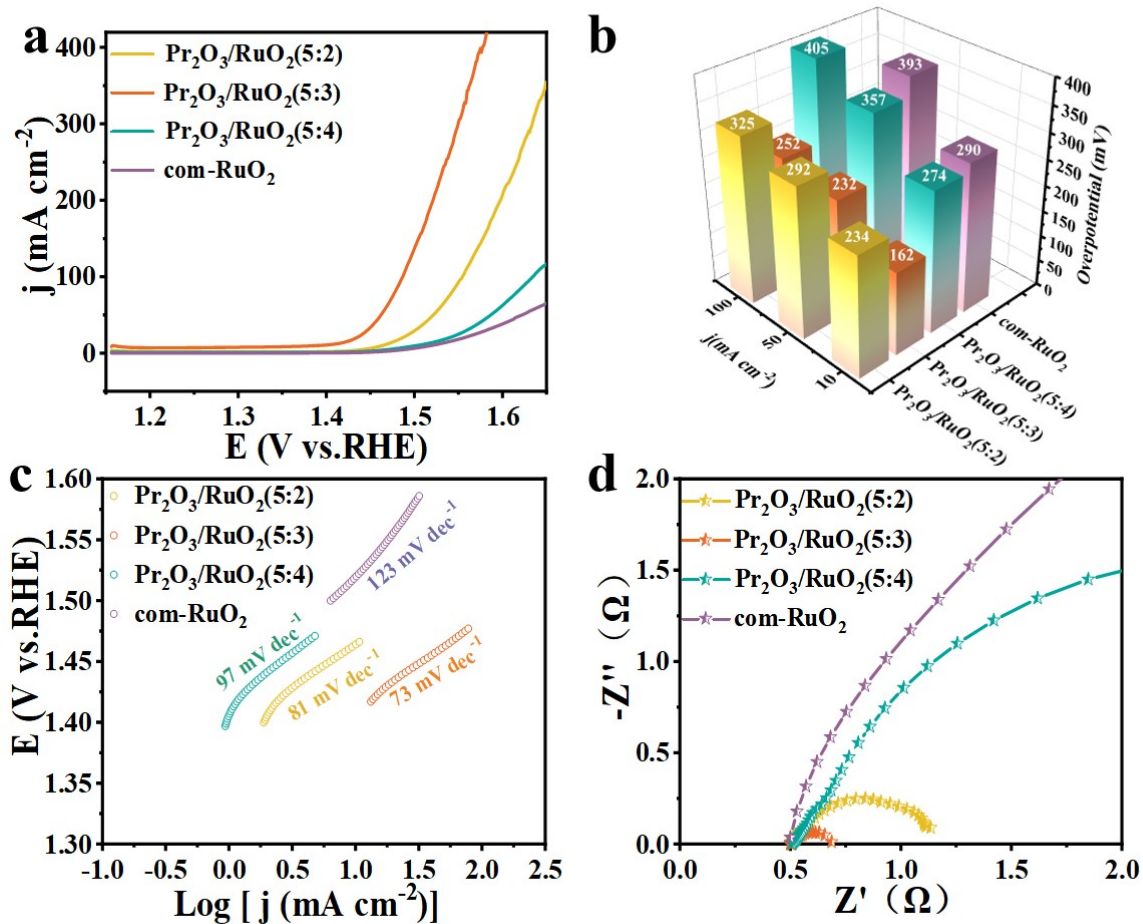 a
400
300
200
100
0
j (mA cm⁻²)
Pr₂O₃/RuO₂(5:2)
Pr₂O₃/RuO₂(5:3)
Pr₂O₃/RuO₂(5:4)
com-RuO₂
1.2 1.3 1.4 1.5 1.6
E (V vs.RHE)
b
405
393
325
357
252
290
292
232
274
234
162
400
350
300
250
200
150
100
50
0
Overpotential (mV)
100
50
10
j(mA cm⁻²)
com-RuO₂
Pr₂O₃/RuO₂(5:4)
Pr₂O₃/RuO₂(5:3)
Pr₂O₃/RuO₂(5:2)
c
1.60
1.55
1.50
1.45
1.40
1.35
1.30
E (V vs.RHE)
Pr₂O₃/RuO₂(5:2)
Pr₂O₃/RuO₂(5:3)
Pr₂O₃/RuO₂(5:4)
com-RuO₂
123 mV dec⁻¹
97 mV dec⁻¹
81 mV dec⁻¹
73 mV dec⁻¹
-1.0 -0.5 0.0 0.5 1.0 1.5 2.0 2.5
Log [ j (mA cm⁻²)]
d
2.0
1.5
1.0
0.5
0.0
-Z'' （Ω）
Pr₂O₃/RuO₂(5:2)
Pr₂O₃/RuO₂(5:3)
Pr₂O₃/RuO₂(5:4)
com-RuO₂
0.0 0.5 1.0 1.5 2.0
Z'（Ω）